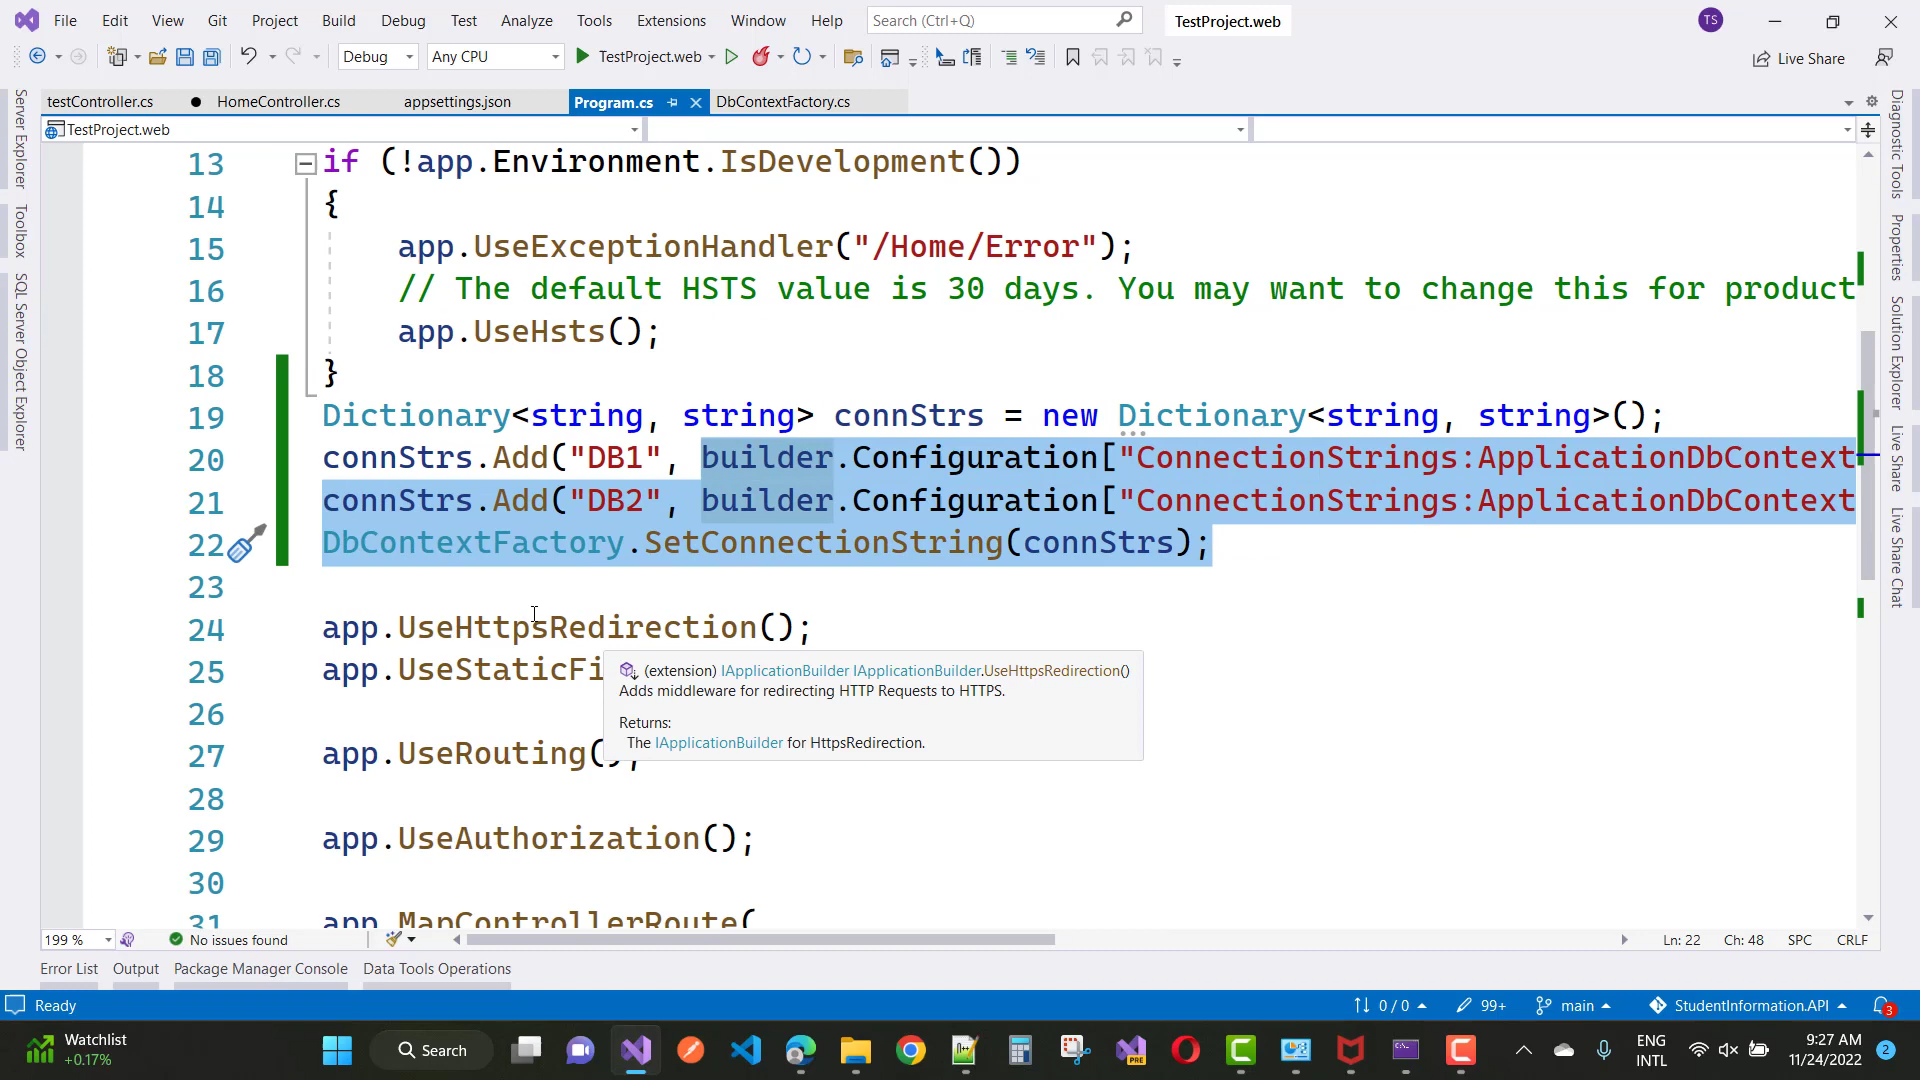 File Edit View Git Project Build Debug Test Analyze Tools Extensions Window Help Search (Ctrl+Q) TestProject.web TS
Debug Any CPU TestProject.web Live Share
testController.cs HomeController.cs appsettings.json Program.cs DbContextFactory.cs
TestProject.web
Server Explorer
Toolbox
SQL Server Object Explorer
13 if (!app.Environment.IsDevelopment())
14 {
15 app.UseExceptionHandler("/Home/Error");
16 // The default HSTS value is 30 days. You may want to change this for product
17 app.UseHsts();
18 }
19 Dictionary<string, string> connStrs = new Dictionary<string, string>();
20 connStrs.Add("DB1", builder.Configuration["ConnectionStrings:ApplicationDbContext
21 connStrs.Add("DB2", builder.Configuration["ConnectionStrings:ApplicationDbContext
22 DbContextFactory.SetConnectionString(connStrs);
23
24 app.UseHttpsRedirection();
25 app.UseStaticFi
(extension) IApplicationBuilder IApplicationBuilder.UseHttpsRedirection()
Adds middleware for redirecting HTTP Requests to HTTPS.
Returns:
The IApplicationBuilder for HttpsRedirection.
26
27 app.UseRouting();
28
29 app.UseAuthorization();
30
31 app.MapControllerRoute(
Diagnostic Tools
Properties
Solution Explorer
Live Share
Live Share Chat
199 % No issues found Ln: 22 Ch: 48 SPC CRLF
Error List Output Package Manager Console Data Tools Operations
Ready 0 / 0 99+ main StudentInformation.API 3
Watchlist
+0.17%
Search
PRE
ENG
INTL
9:27 AM
11/24/2022
2